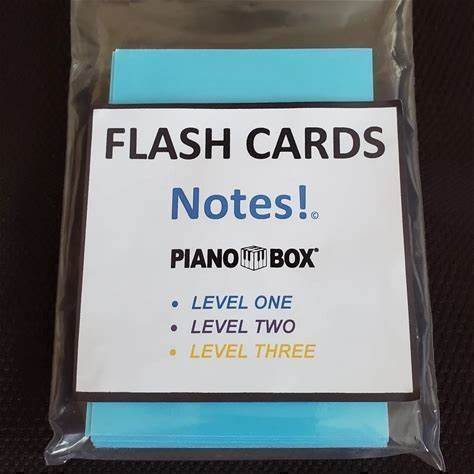 FLASH CARDS
Notes!©
PIANO BOX®
• LEVEL ONE
• LEVEL TWO
• LEVEL THREE